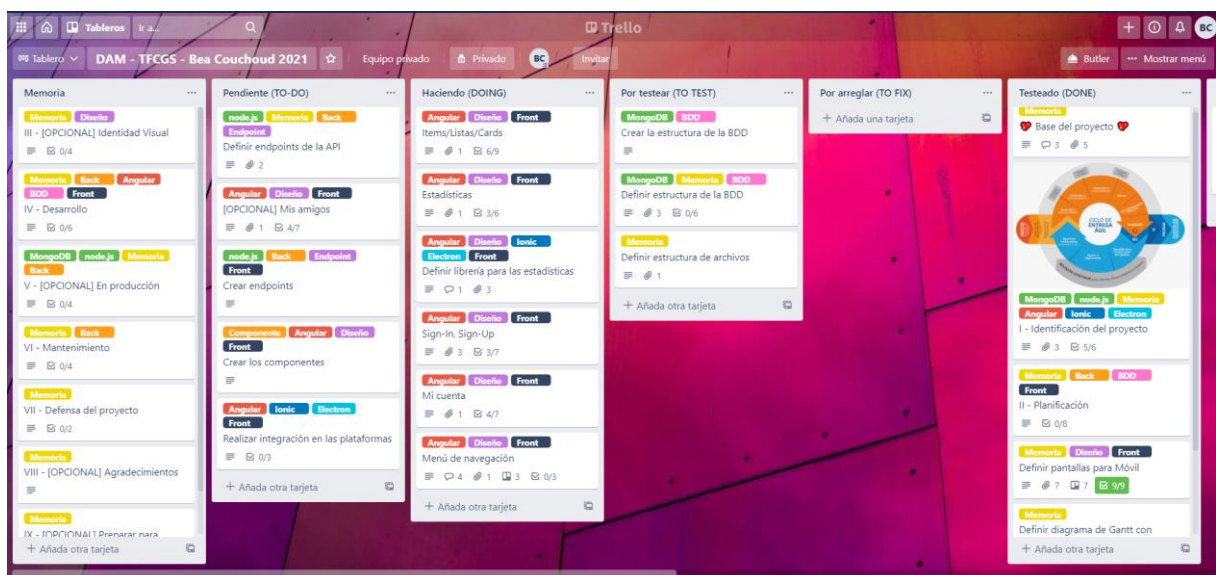 Tableros
Ir a...
Trello
BC
Tablero
DAM - TFCGS - Bea Couchoud 2021
Equipo privado
Privado
BC
Invitar
Butler
Mostrar menú
Memoria
Memoria Diseño
III - [OPCIONAL] Identidad Visual
0/4
Memoria Back Angular
BDD Front
IV - Desarrollo
0/6
MongoDB node.js Memoria
Back
V - [OPCIONAL] En producción
0/4
Memoria Back
VI - Mantenimiento
0/4
Memoria
VII - Defensa del proyecto
0/2
Memoria
VIII - [OPCIONAL] Agradecimientos
Memoria
IX - [OPCIONAL] Preparar para
+ Añada otra tarjeta
Pendiente (TO-DO)
node.js Memoria Back
Endpoint
Definir endpoints de la API
2
Angular Diseño Front
[OPCIONAL] Mis amigos
1 4/7
node.js Back Endpoint
Front
Crear endpoints
Componente Angular Diseño
Front
Crear los componentes
Angular Ionic Electron
Front
Realizar integración en las plataformas
0/3
+ Añada otra tarjeta
Haciendo (DOING)
Angular Diseño Front
Items/Listas/Cards
1 6/9
Angular Diseño Front
Estadísticas
1 3/6
Angular Diseño Ionic
Electron Front
Definir librería para las estadísticas
1 3
Angular Diseño Front
Sign-In, Sign-Up
3 3/7
Angular Diseño Front
Mi cuenta
1 4/7
Angular Diseño Front
Menú de navegación
4 1 3 0/3
+ Añada otra tarjeta
Por testear (TO TEST)
MongoDB BDD
Crear la estructura de la BDD
MongoDB Memoria BDD
Definir estructura de la BDD
3 0/6
Memoria
Definir estructura de archivos
1
+ Añada otra tarjeta
Por arreglar (TO FIX)
+ Añada una tarjeta
Testeado (DONE)
Memoria
Base del proyecto
3 5
CICLO DE
ENTREGA
ÁGIL
MongoDB node.js Memoria
Angular Ionic Electron
I - Identificación del proyecto
3 5/6
Memoria Back BDD
Front
II - Planificación
0/8
Memoria Diseño Front
Definir pantallas para Móvil
7 7 9/9
Memoria
Definir diagrama de Gantt con
+ Añada otra tarjeta